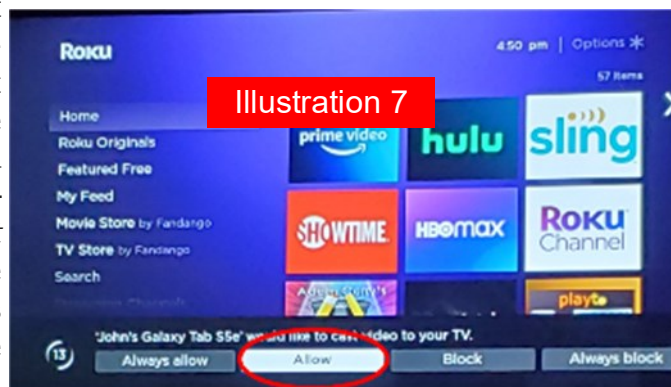 Roku
4:50 pm | Options *
57 items
Illustration 7
Home
Roku Originals
Featured Free
My Feed
Movie Store by Fandango
TV Store by Fandango
Search
prime video
hulu
sling
SHOWTIME
HBOMAX
Roku
Channel
'John's Galaxy Tab S5e' would like to cast video to your TV.
13
Always allow
Allow
Block
Always block